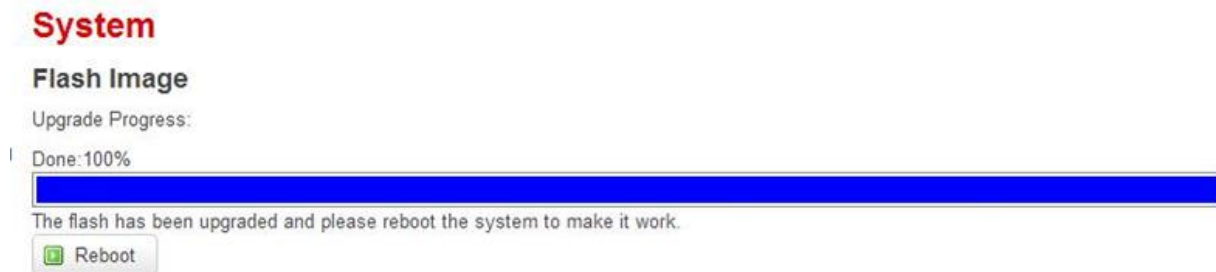 System
Flash Image
Upgrade Progress:
Done:100%
The flash has been upgraded and please reboot the system to make it work.
Reboot